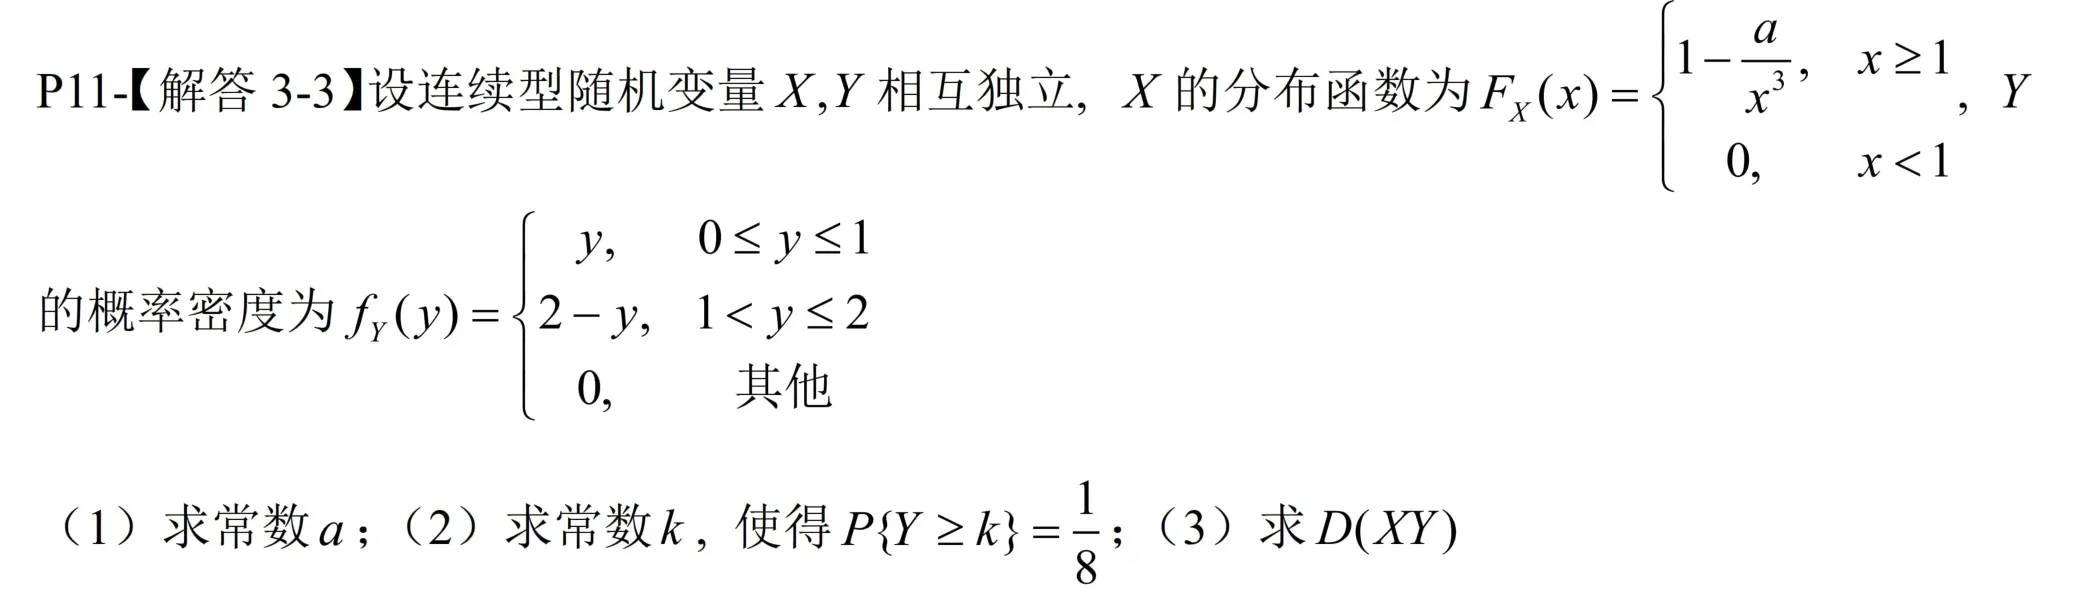 P11-【解答 3-3】设连续型随机变量 X,Y 相互独立, X 的分布函数为 $F_X(x)=\begin{cases}1-\dfrac{a}{x^3}, & x\geq 1\\ 0, & x<1\end{cases}$, Y
的概率密度为 $f_Y(y)=\begin{cases}y, & 0\leq y\leq 1\\ 2-y, & 1<y\leq 2\\ 0, & 其他\end{cases}$
（1）求常数 a ;（2）求常数 k , 使得 $P\{Y\geq k\}=\dfrac{1}{8}$ ;（3）求 D(XY)